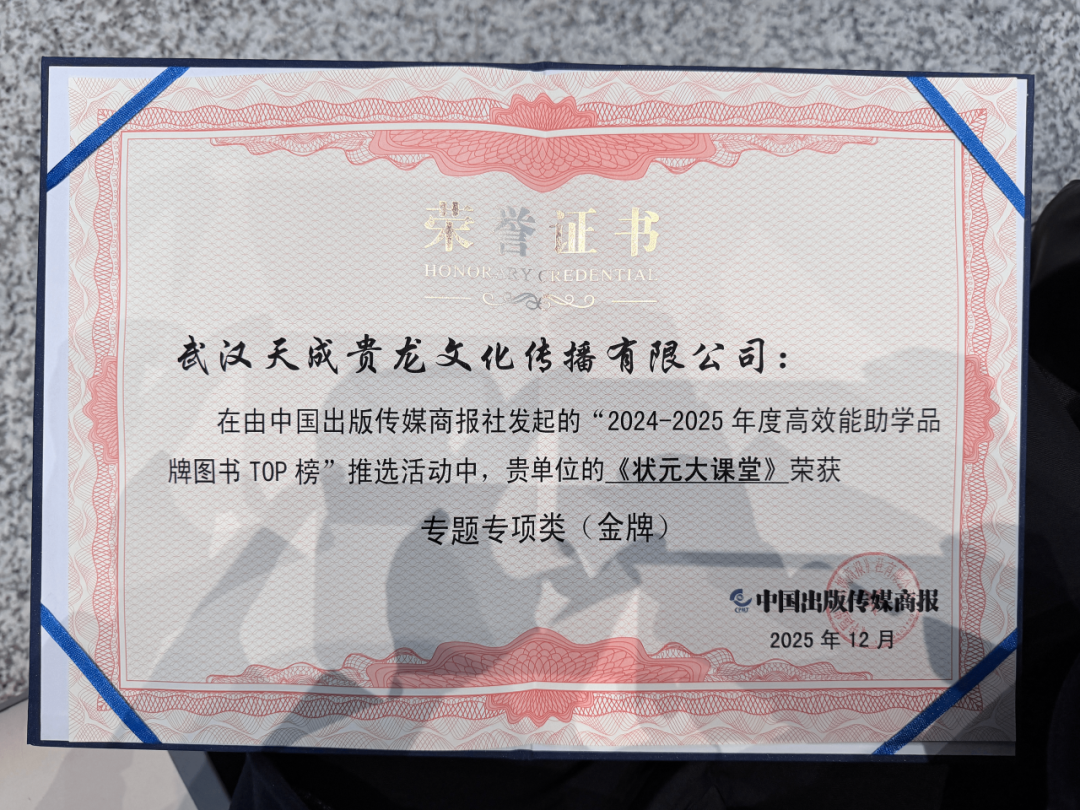 荣誉证书
HONORARY CREDENTIAL
武汉天成贵龙文化传播有限公司：
在由中国出版传媒商报社发起的“2024-2025 年度高效能助学品
牌图书 TOP 榜”推选活动中，贵单位的《状元大课堂》荣获
专题专项类（金牌）
中国出版传媒商报
2025 年 12 月